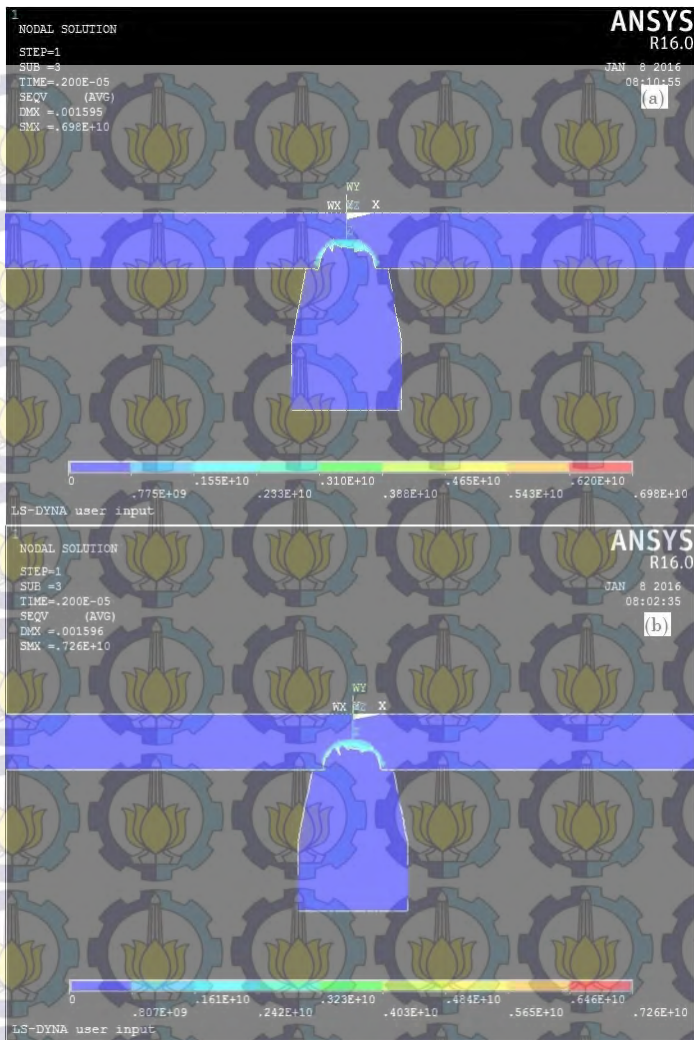 1
NODAL SOLUTION
STEP=1
SUB =3
TIME=.200E-05
SEQV (AVG)
DMX =.001595
SMX =.698E+10
ANSYS
R16.0
JAN 8 2016
08:10:55
(a)
WY
WX WZ X
0 .155E+10 .310E+10 .465E+10 .620E+10
.775E+09 .233E+10 .388E+10 .543E+10 .698E+10
LS-DYNA user input
1
NODAL SOLUTION
STEP=1
SUB =3
TIME=.200E-05
SEQV (AVG)
DMX =.001596
SMX =.726E+10
ANSYS
R16.0
JAN 8 2016
08:02:35
(b)
WY
WX WZ X
0 .161E+10 .323E+10 .484E+10 .646E+10
.807E+09 .242E+10 .403E+10 .565E+10 .726E+10
LS-DYNA user input